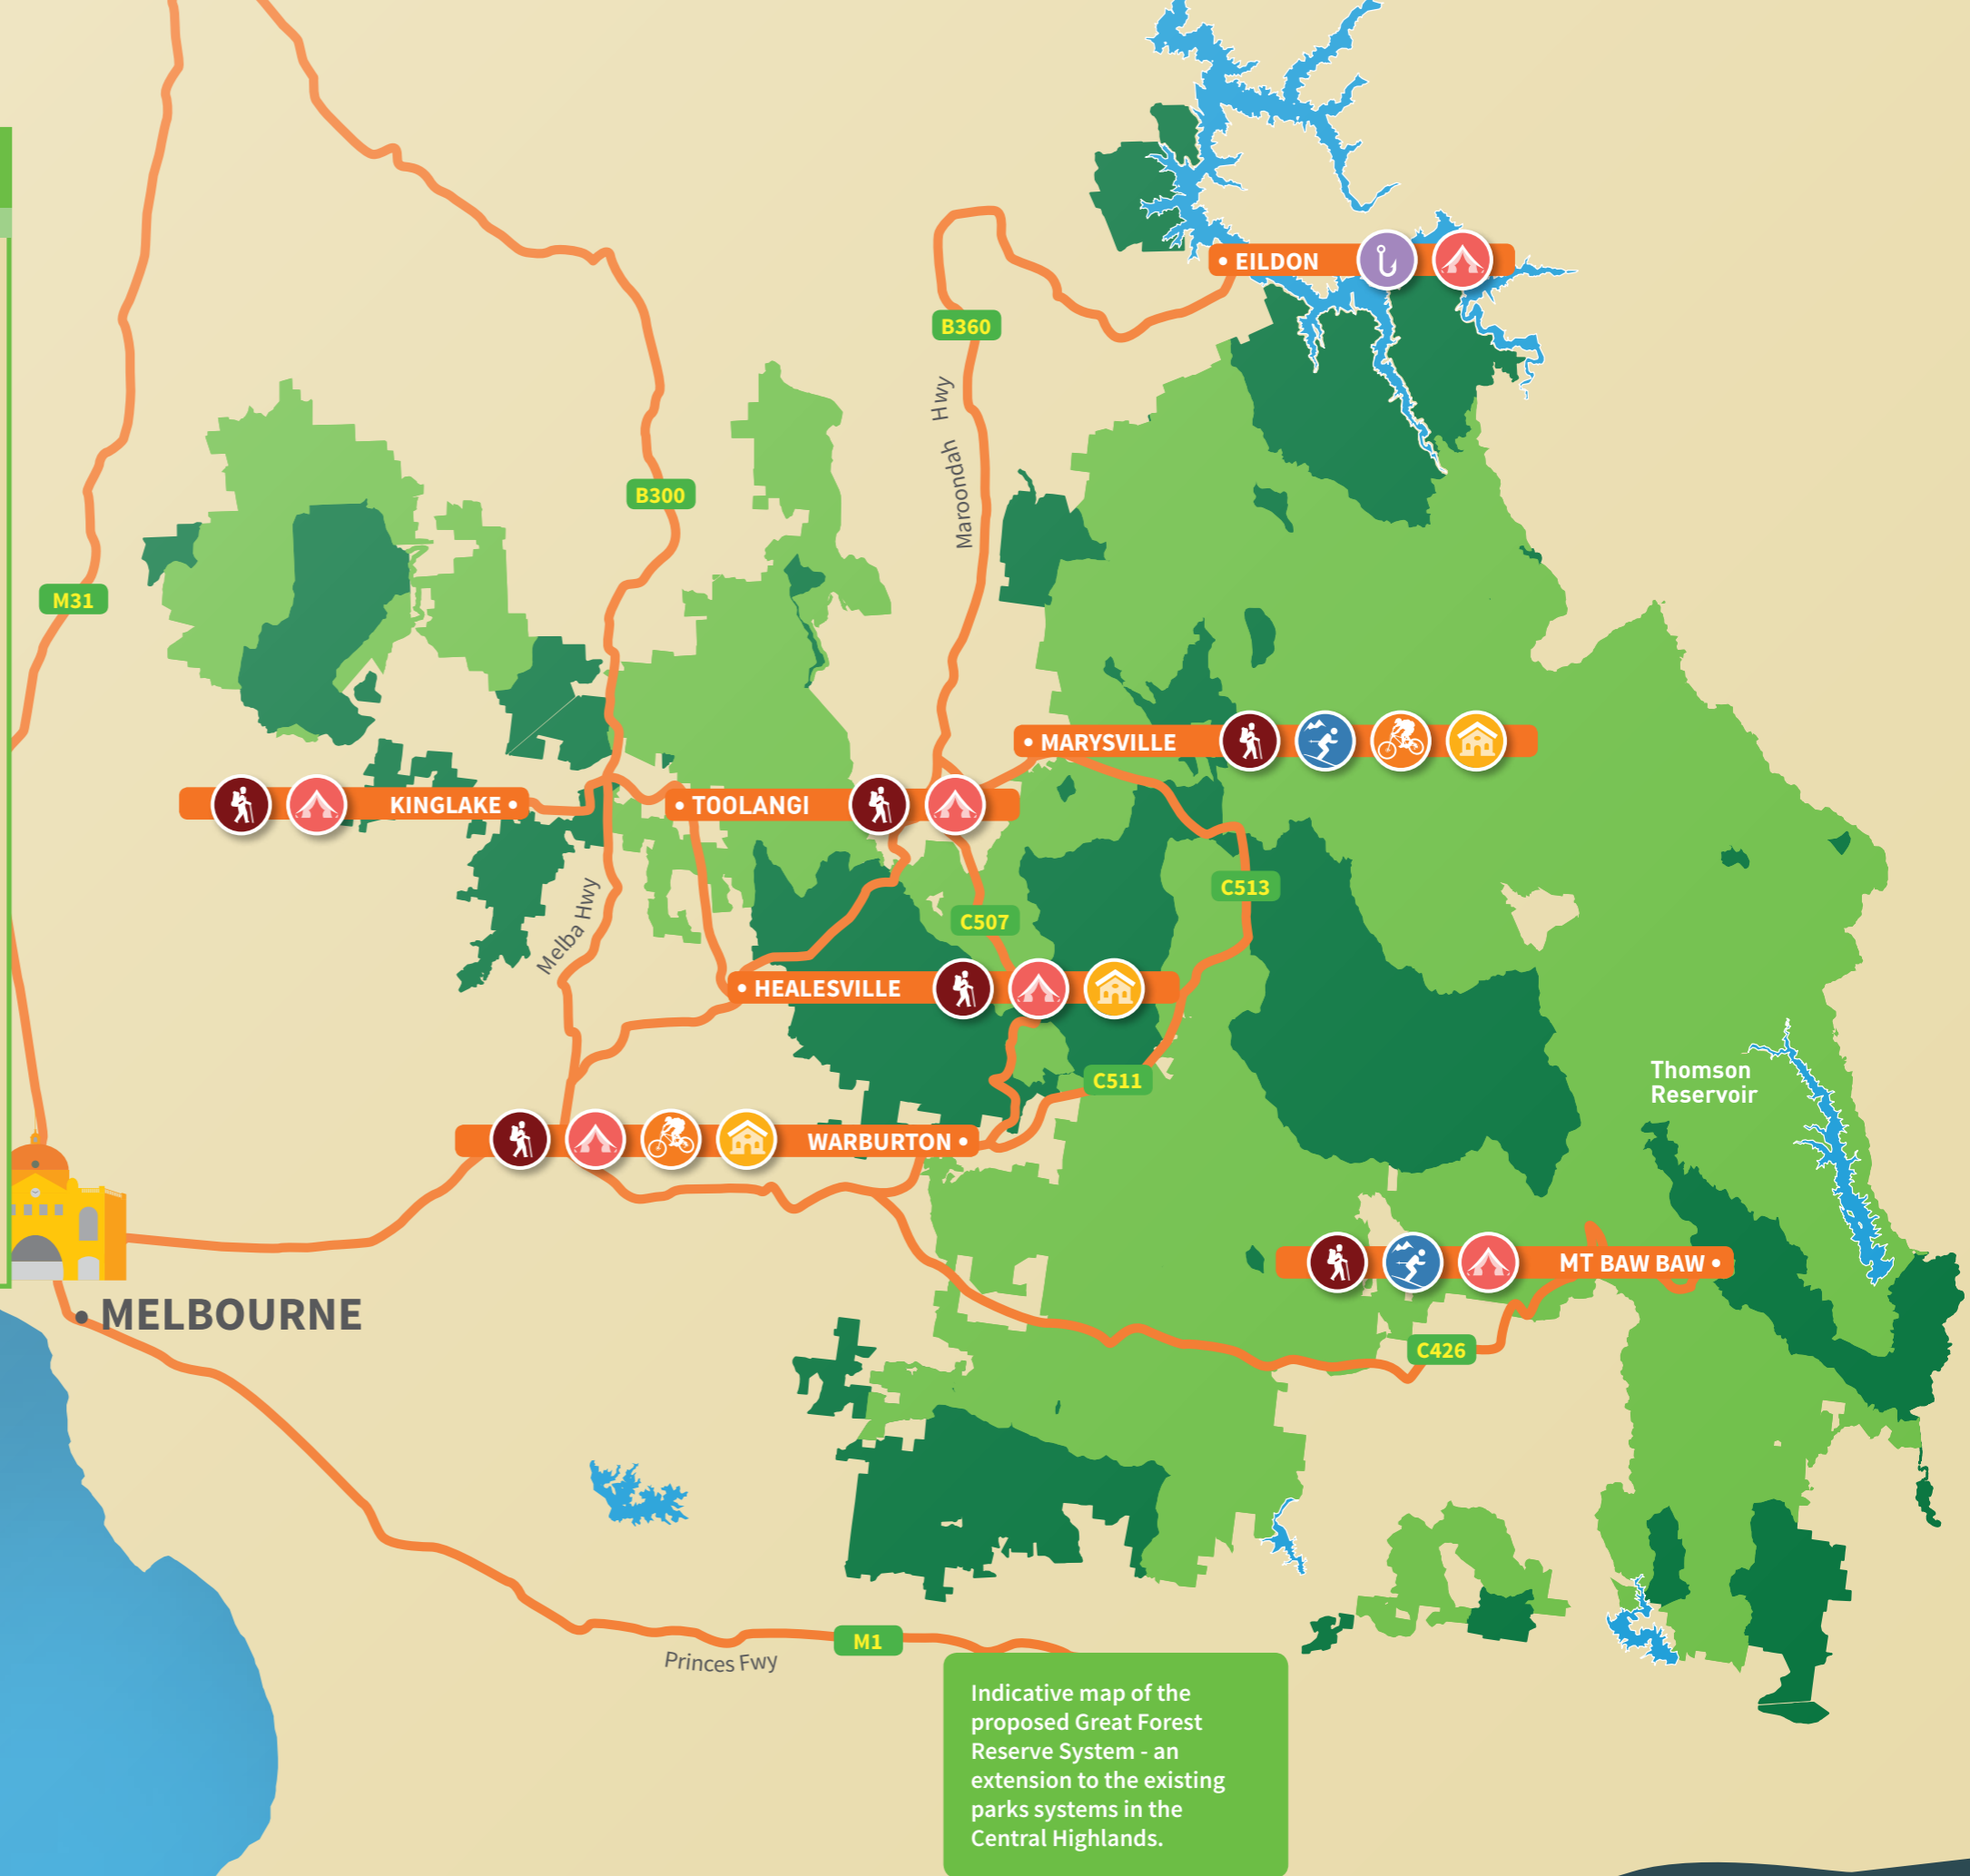 EILDON
B360
Maroondah Hwy
B300
M31
MARYSVILLE
KINGLAKE
TOOLANGI
C513
C507
Melba Hwy
HEALESVILLE
Thomson
Reservoir
C511
WARBURTON
MT BAW BAW
MELBOURNE
C426
M1
Princes Fwy
Indicative map of the
proposed Great Forest
Reserve System - an
extension to the existing
parks systems in the
Central Highlands.